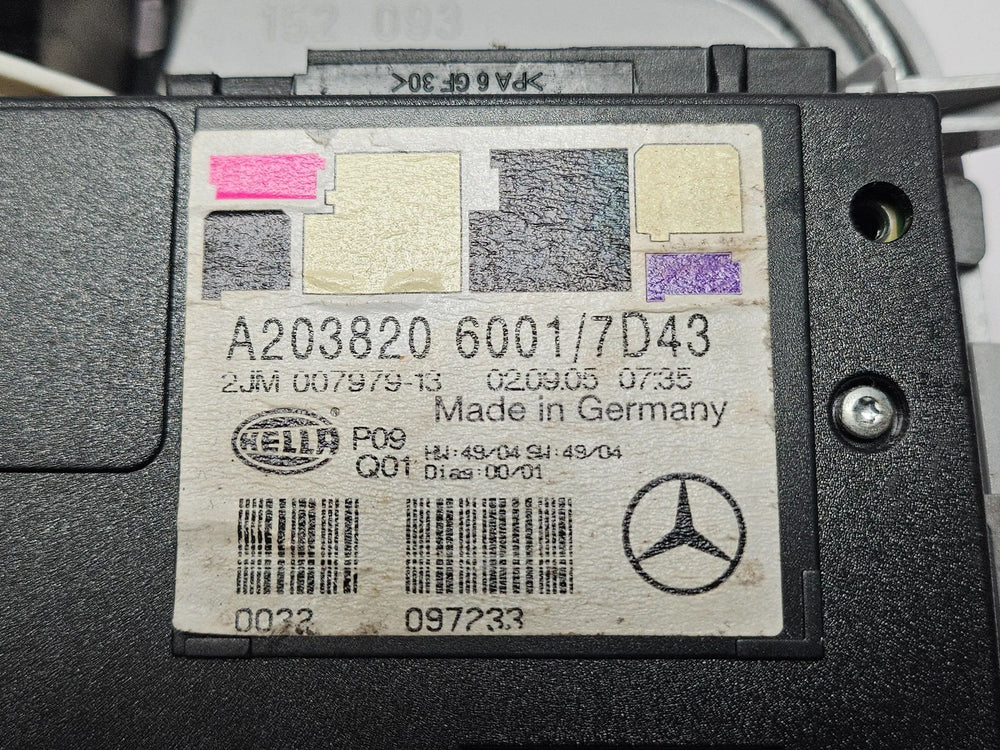 152 093
>PA 6 GF 30<
A203820 6001/7D43
2JM 007979-13 02.09.05 07:35
Made in Germany
HELLA ® P09
Q01
HW:49/04 SW:49/04
Diag:00/01
0032 097233